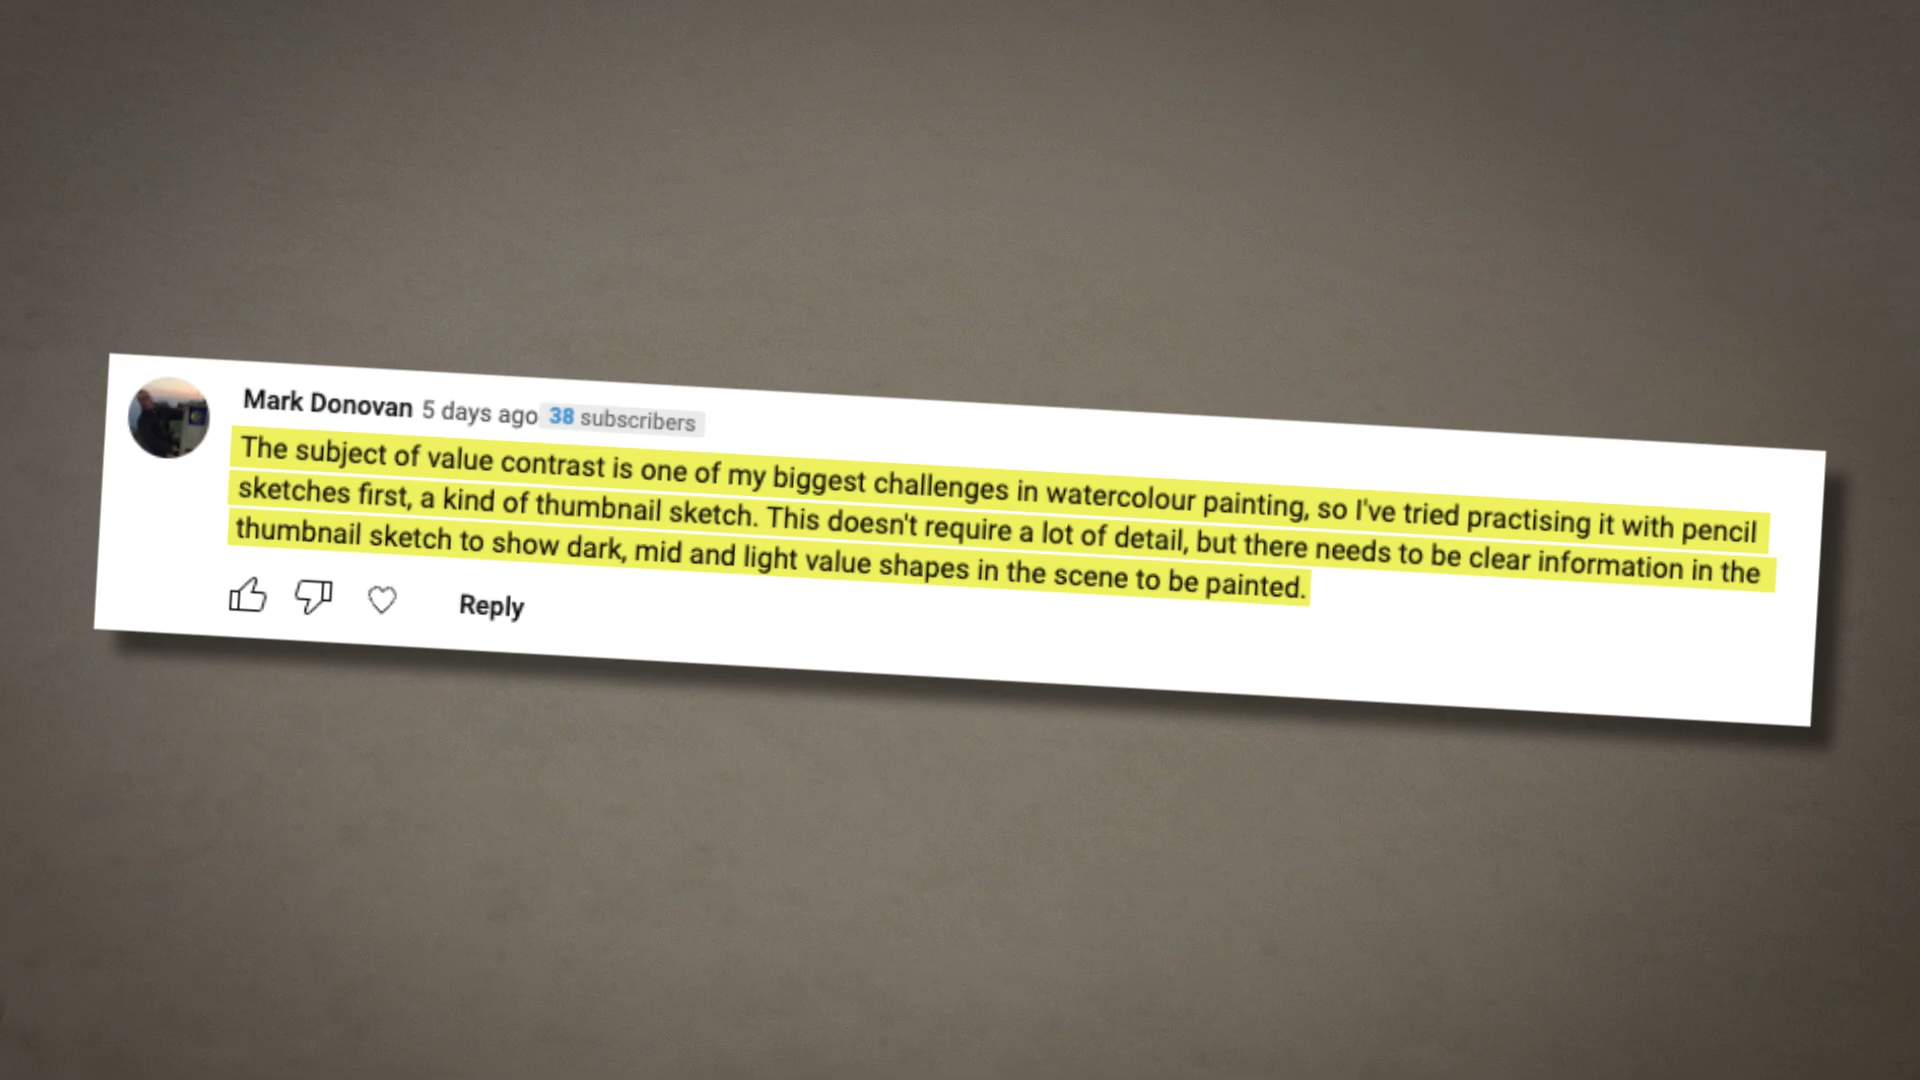 Mark Donovan 5 days ago 38 subscribers
The subject of value contrast is one of my biggest challenges in watercolour painting, so I've tried practising it with pencil
sketches first, a kind of thumbnail sketch. This doesn't require a lot of detail, but there needs to be clear information in the
thumbnail sketch to show dark, mid and light value shapes in the scene to be painted.
Reply